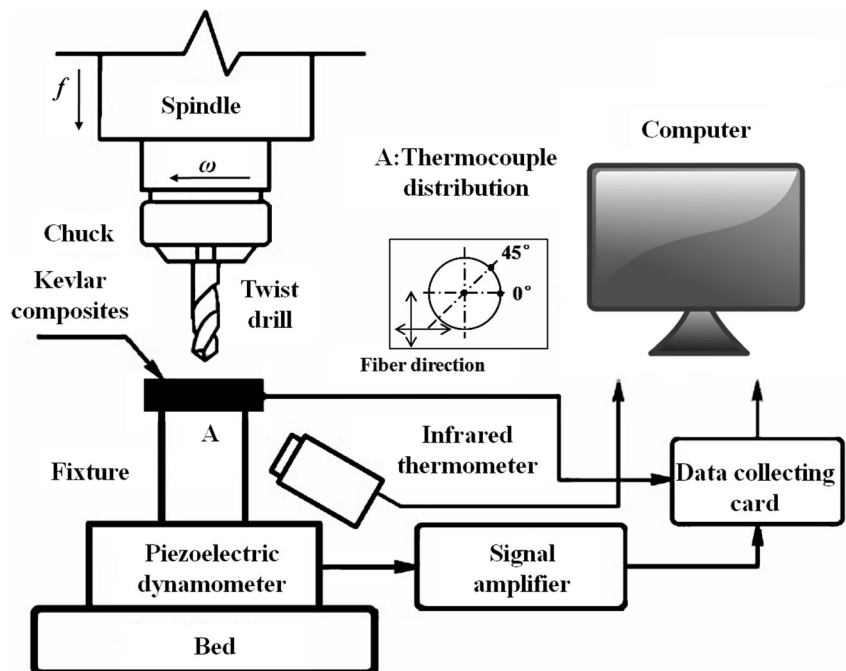 f
Spindle
ω
Computer
A:Thermocouple
distribution
Chuck
Kevlar
composites
Twist
drill
45°
0°
Fiber direction
A
Infrared
thermometer
Fixture
Data collecting
card
Piezoelectric
dynamometer
Signal
amplifier
Bed